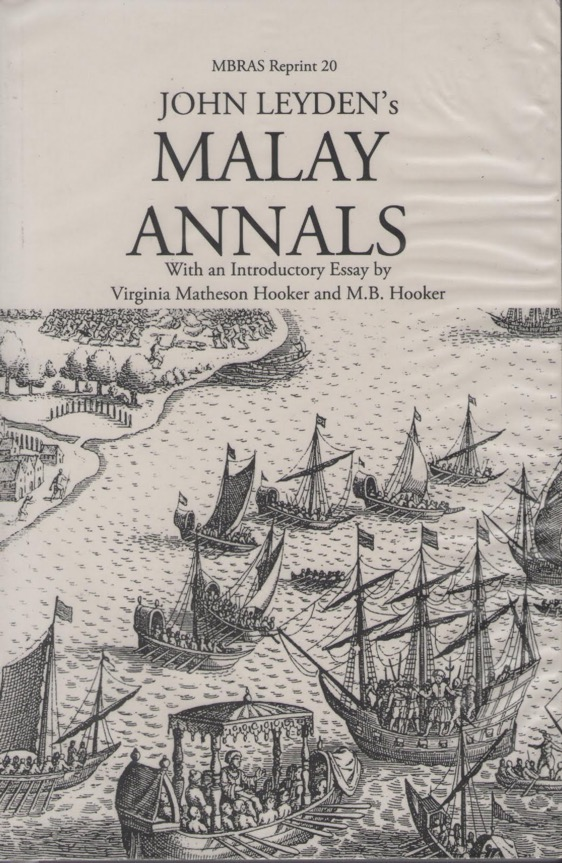 MBRAS Reprint 20
JOHN LEYDEN's
MALAY
ANNALS
With an Introductory Essay by
Virginia Matheson Hooker and M.B. Hooker